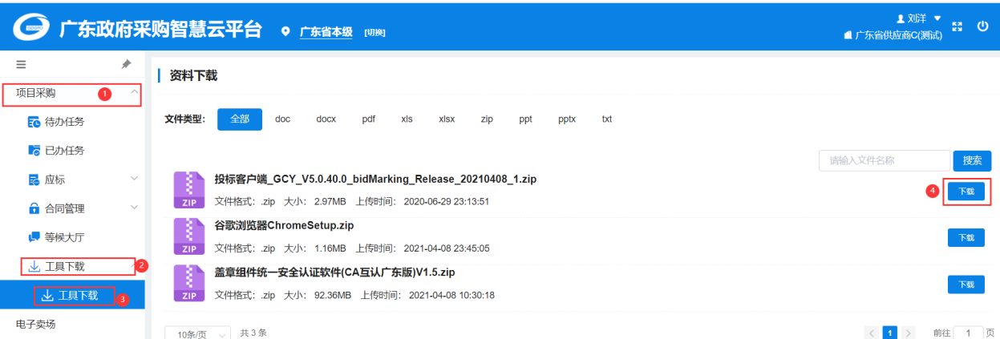 广东政府采购智慧云平台 广东省本级 [切换]
刘洋
广东省供应商C(测试)
项目采购 1
待办任务
已办任务
应标
合同管理
等候大厅
工具下载 2
工具下载 3
电子卖场
资料下载
文件类型: 全部 doc docx pdf xls xlsx zip ppt pptx txt
请输入文件名称 搜索
投标客户端_GCY_V5.0.40.0_bidMarking_Release_20210408_1.zip
ZIP 文件格式: .zip 大小: 2.97MB 上传时间: 2020-06-29 23:13:51
4 下载
谷歌浏览器ChromeSetup.zip
ZIP 文件格式: .zip 大小: 1.16MB 上传时间: 2021-04-08 23:45:05
下载
盖章组件统一安全认证软件(CA互认广东版)V1.5.zip
ZIP 文件格式: .zip 大小: 92.36MB 上传时间: 2021-04-08 10:30:18
下载
10条/页 共 3 条 < 1 > 前往 1 页